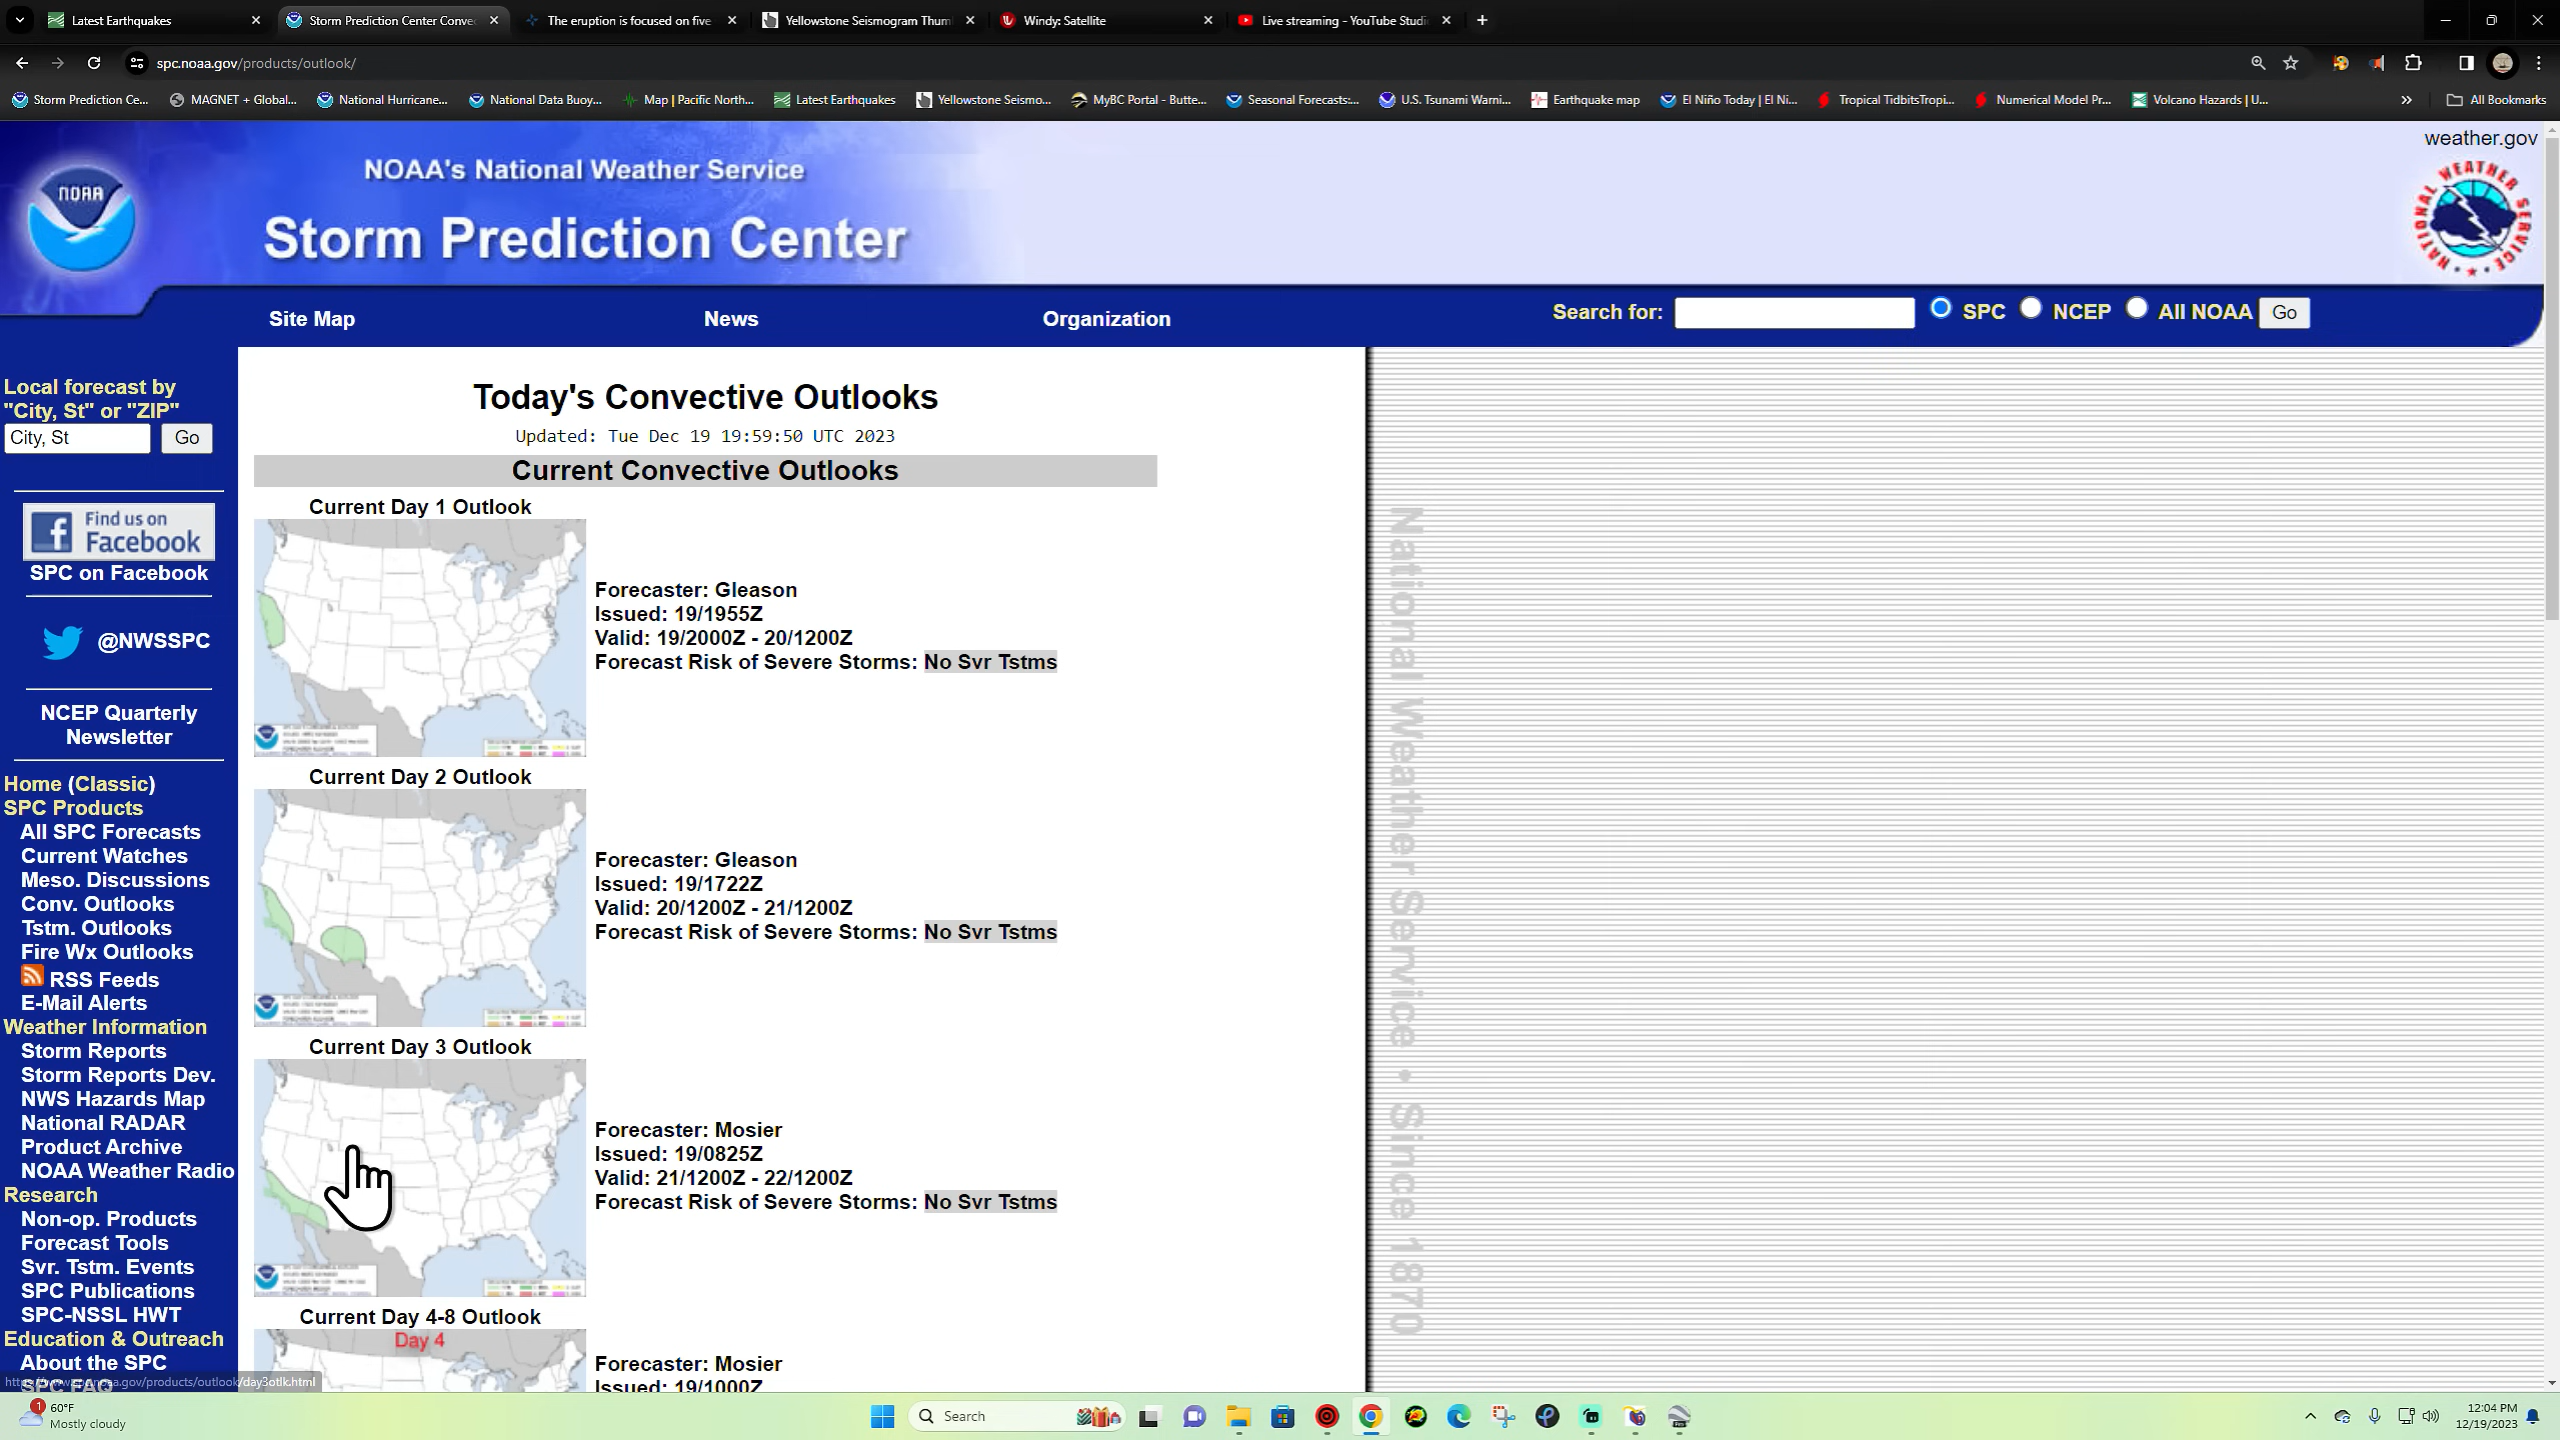 Latest Earthquakes
Storm Prediction Center Convec
The eruption is focused on five
Yellowstone Seismogram Thum
Windy: Satellite
Live streaming - YouTube Studi
spc.noaa.gov/products/outlook/
Storm Prediction Ce...
MAGNET + Global...
National Hurricane...
National Data Buoy...
Map | Pacific North...
Latest Earthquakes
Yellowstone Seismo...
MyBC Portal - Butte...
Seasonal Forecasts:...
U.S. Tsunami Warni...
Earthquake map
El Niño Today | El Ni...
Tropical TidbitsTropi...
Numerical Model Pr...
Volcano Hazards | U...
All Bookmarks
weather.gov
NOAA
NOAA's National Weather Service
Storm Prediction Center
NATIONAL WEATHER SERVICE
Site Map
News
Organization
Search for:
SPC
NCEP
All NOAA
Go
Local forecast by
"City, St" or "ZIP"
City, St
Go
Find us on
Facebook
SPC on Facebook
@NWSSPC
NCEP Quarterly
Newsletter
Home (Classic)
SPC Products
All SPC Forecasts
Current Watches
Meso. Discussions
Conv. Outlooks
Tstm. Outlooks
Fire Wx Outlooks
RSS Feeds
E-Mail Alerts
Weather Information
Storm Reports
Storm Reports Dev.
NWS Hazards Map
National RADAR
Product Archive
NOAA Weather Radio
Research
Non-op. Products
Forecast Tools
Svr. Tstm. Events
SPC Publications
SPC-NSSL HWT
Education & Outreach
About the SPC
SPC FAQ
Today's Convective Outlooks
Updated: Tue Dec 19 19:59:50 UTC 2023
Current Convective Outlooks
Current Day 1 Outlook
Forecaster: Gleason
Issued: 19/1955Z
Valid: 19/2000Z - 20/1200Z
Forecast Risk of Severe Storms: No Svr Tstms
Current Day 2 Outlook
Forecaster: Gleason
Issued: 19/1722Z
Valid: 20/1200Z - 21/1200Z
Forecast Risk of Severe Storms: No Svr Tstms
Current Day 3 Outlook
Forecaster: Mosier
Issued: 19/0825Z
Valid: 21/1200Z - 22/1200Z
Forecast Risk of Severe Storms: No Svr Tstms
Current Day 4-8 Outlook
Day 4
Forecaster: Mosier
Issued: 19/1000Z
National Weather Service • Since 1870
60°F
Mostly cloudy
Search
12:04 PM
12/19/2023